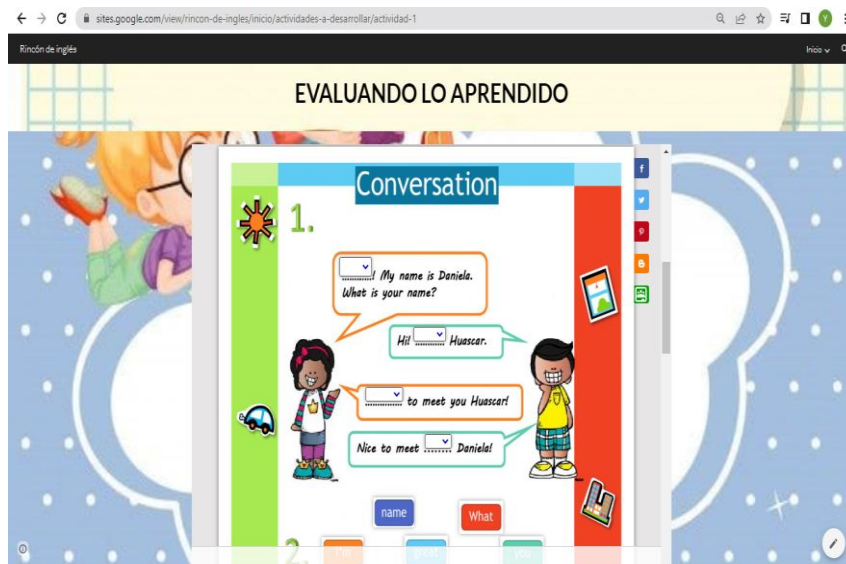 sites.google.com/view/rincon-de-ingles/inicio/actividades-a-desarrollar/actividad-1
Y
Rincón de inglés
Inicio
EVALUANDO LO APRENDIDO
Conversation
1.
............! My name is Daniela.
What is your name?
Hi! ............ Huascar.
............... to meet you Huascar!
Nice to meet ........ Daniela!
name
What
2.
I'm
great
you